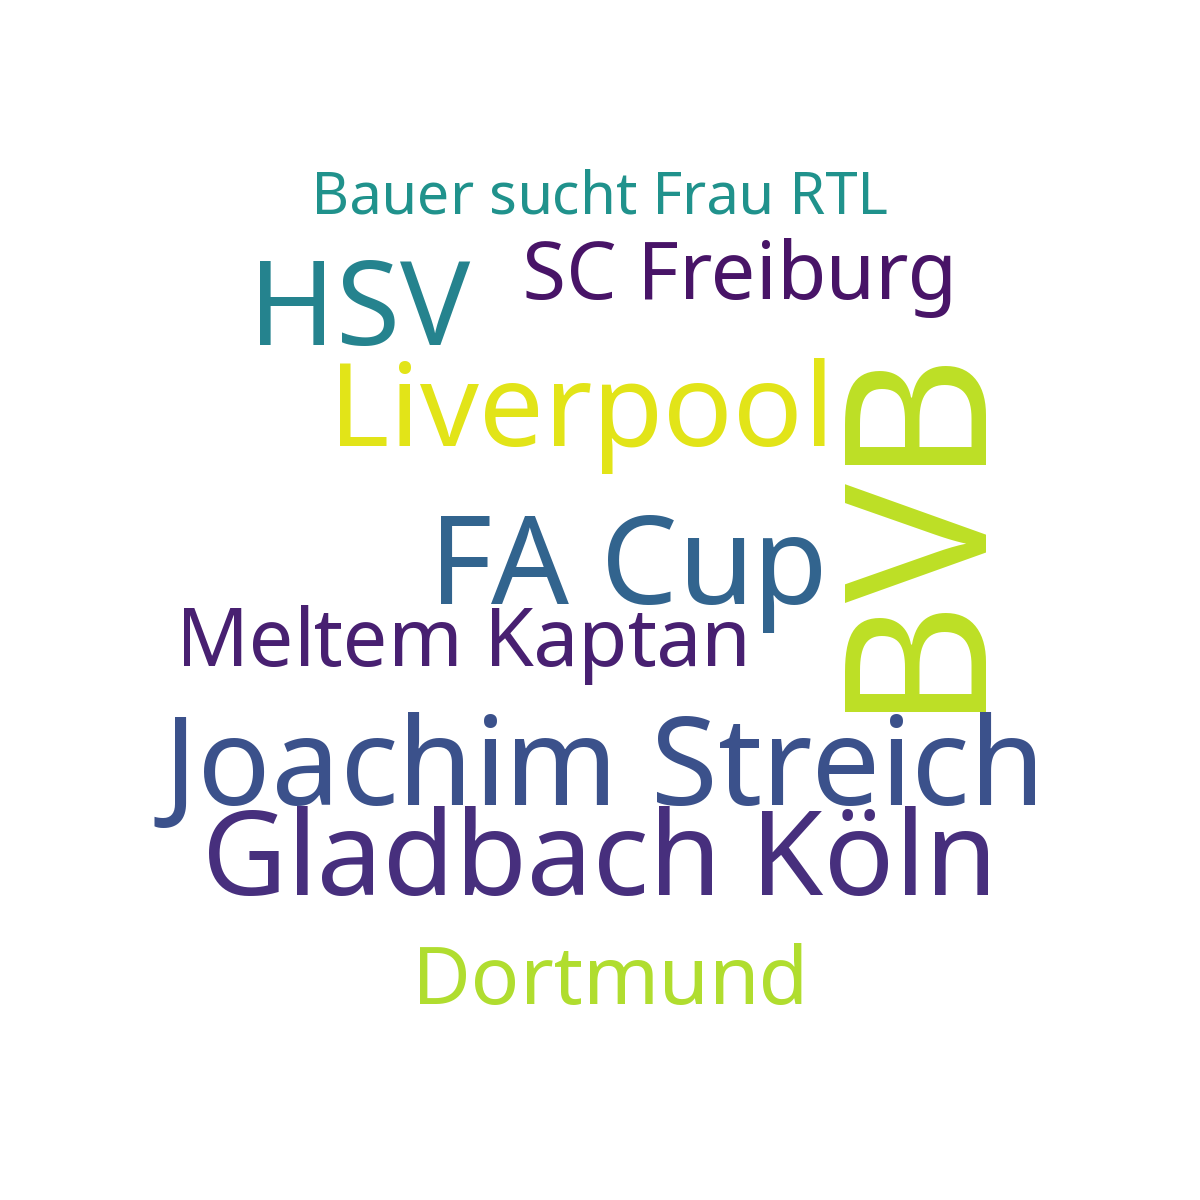 Bauer sucht Frau RTL
HSV
SC Freiburg
Liverpool
BVB
FA Cup
Meltem Kaptan
Joachim Streich
Gladbach Köln
Dortmund